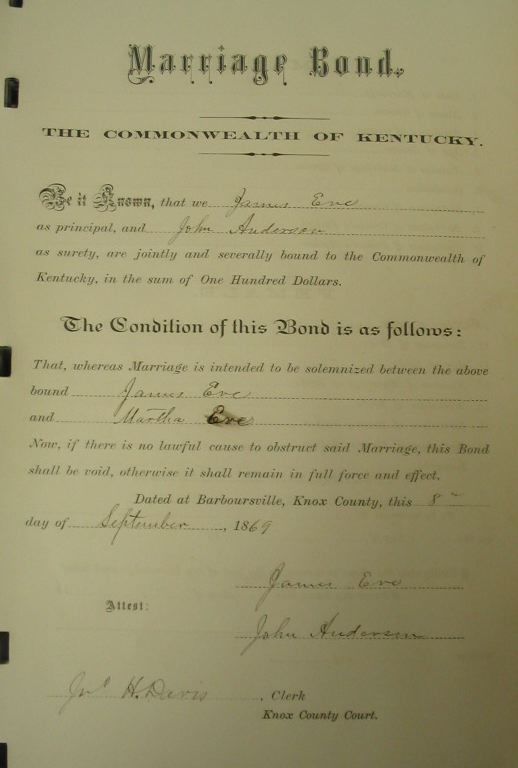 Marriage Bond.
THE COMMONWEALTH OF KENTUCKY.
Be it Known, that we James Eve
as principal, and John Anderson
as surety, are jointly and severally bound to the Commonwealth of
Kentucky, in the sum of One Hundred Dollars.
The Condition of this Bond is as follows:
That, whereas Marriage is intended to be solemnized between the above
bound James Eve
and Martha Eve
Now, if there is no lawful cause to obstruct said Marriage, this Bond
shall be void, otherwise it shall remain in full force and effect.
Dated at Barboursville, Knox County, this 8
day of September, 1869
James Eve
Attest:
John Anderson
Jno H. Davis, Clerk
Knox County Court.